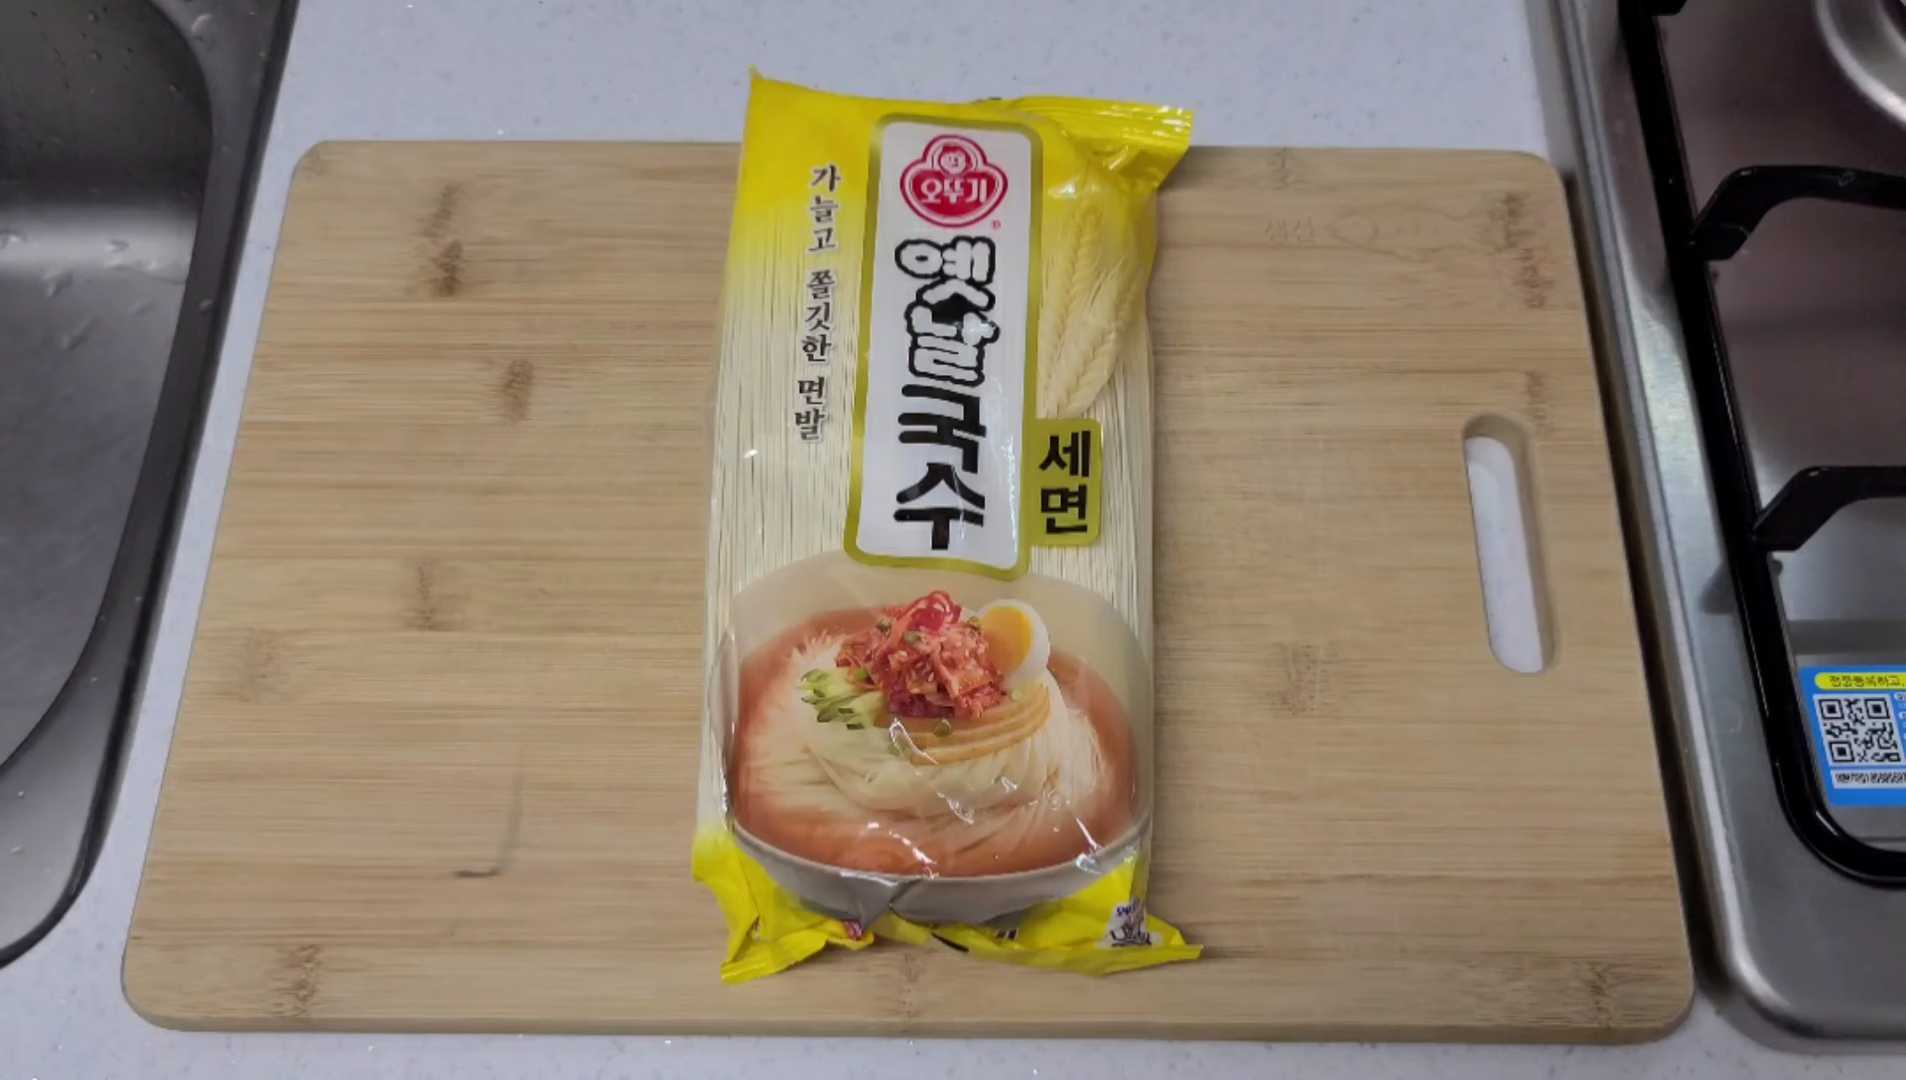 오뚜기
옛날국수
세면
가늘고 쫄깃한 면발